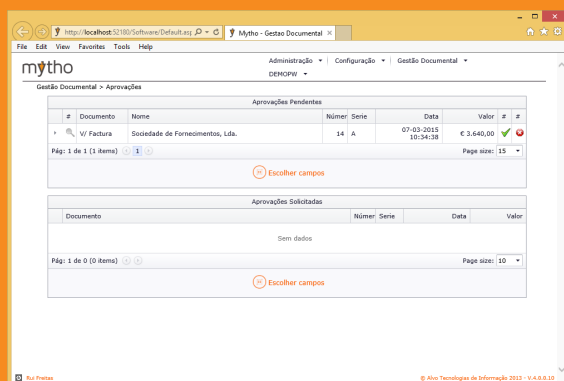 http://localhost:52180/Software/Default.asp
Mytho - Gestao Documental
File Edit View Favorites Tools Help
mytho
Administração Configuração Gestão Documental
DEMOPW
Gestão Documental > Aprovações
Aprovações Pendentes
# Documento Nome Númer Serie Data Valor # #
V/ Factura Sociedade de Fornecimentos, Lda. 14 A 07-03-2015 10:34:38 € 3.640,00
Pág: 1 de 1 (1 items) 1 Page size: 15
Escolher campos
Aprovações Solicitadas
Documento Númer Serie Data Valor
Sem dados
Pág: 1 de 0 (0 items) Page size: 10
Escolher campos
Rui Freitas
© Alvo Tecnologias de Informação 2013 - V.4.0.0.10